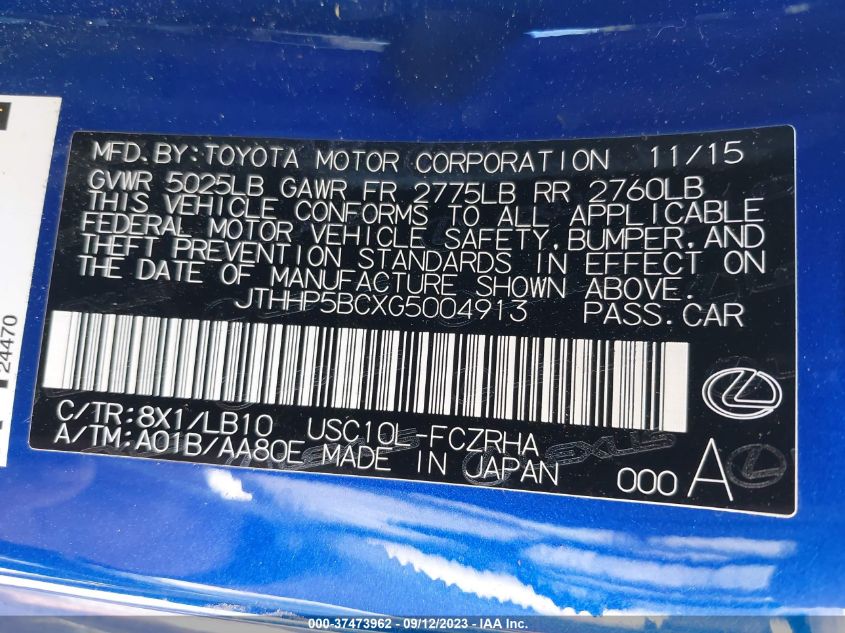 MFD.BY:TOYOTA MOTOR CORPORATION 11/15
GVWR 5025LB GAWR FR 2775LB RR 2760LB
THIS VEHICLE CONFORMS TO ALL APPLICABLE
FEDERAL MOTOR VEHICLE SAFETY,BUMPER,AND
THEFT PREVENTION STANDARDS IN EFFECT ON
THE DATE OF MANUFACTURE SHOWN ABOVE.
JTHHP5BCXG5004913 PASS.CAR
C/TR:8X1/LB10 USC10L-FCZRHA
A/TM:A01B/AA80E MADE IN JAPAN 000 A
24470
000-37473962 - 09/12/2023 - IAA Inc.